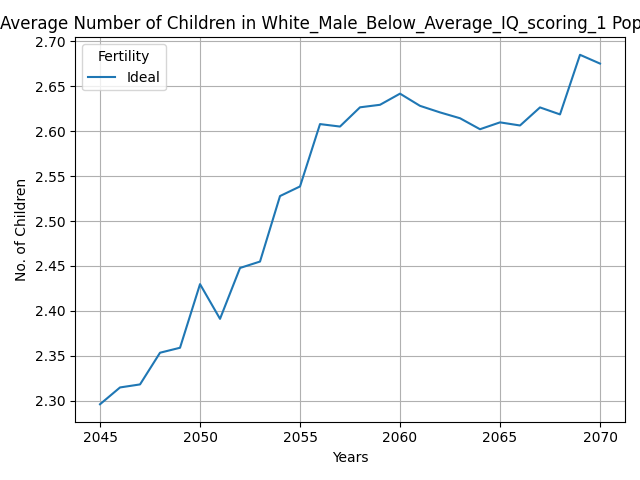 Average Number of Children in White_Male_Below_Average_IQ_scoring_1 Pop
Fertility
Ideal
2.70
2.65
2.60
2.55
2.50
2.45
2.40
2.35
2.30
No. of Children
2045 2050 2055 2060 2065 2070
Years